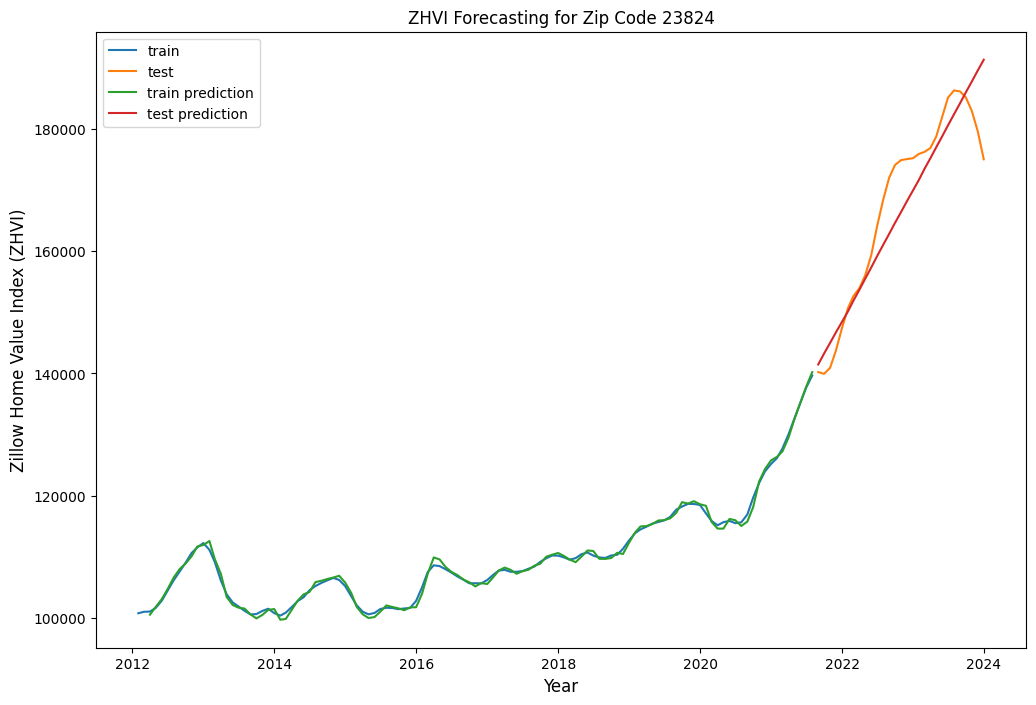 ZHVI Forecasting for Zip Code 23824
train
test
train prediction
test prediction
Zillow Home Value Index (ZHVI)
180000
160000
140000
120000
100000
2012 2014 2016 2018 2020 2022 2024
Year